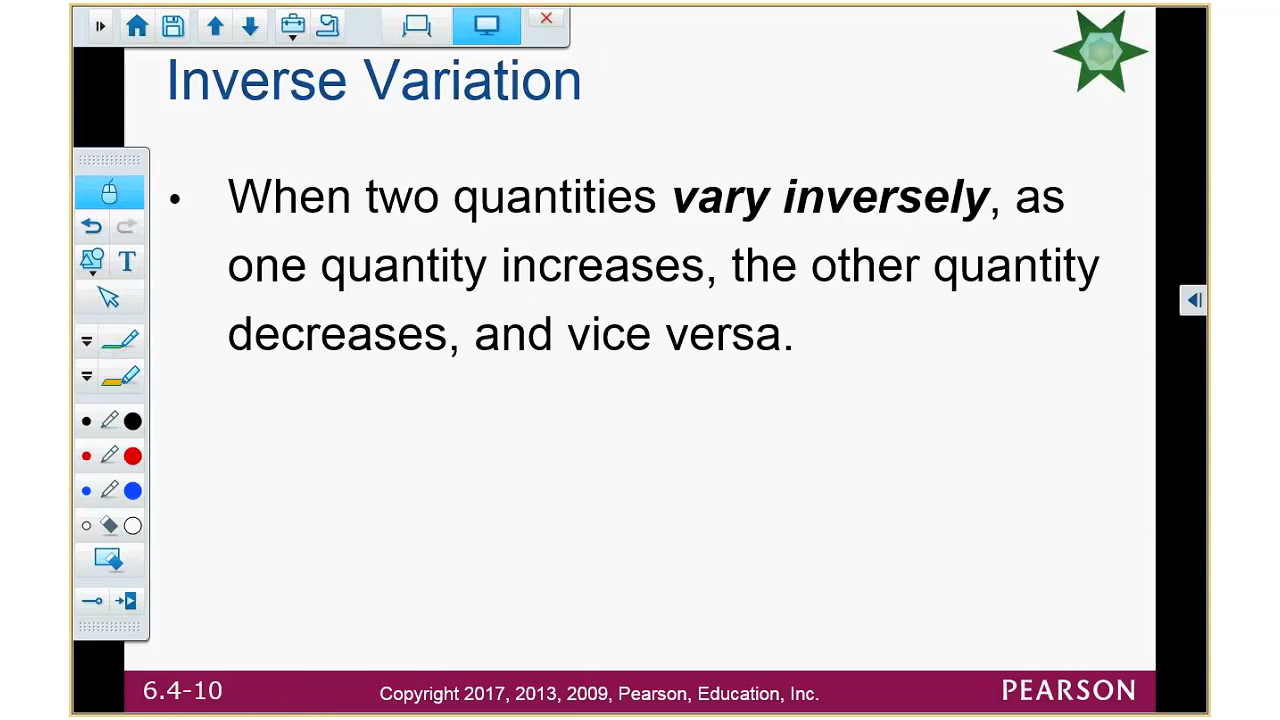 Inverse Variation
• When two quantities vary inversely, as
one quantity increases, the other quantity
decreases, and vice versa.
T
6.4-10 Copyright 2017, 2013, 2009, Pearson, Education, Inc. PEARSON